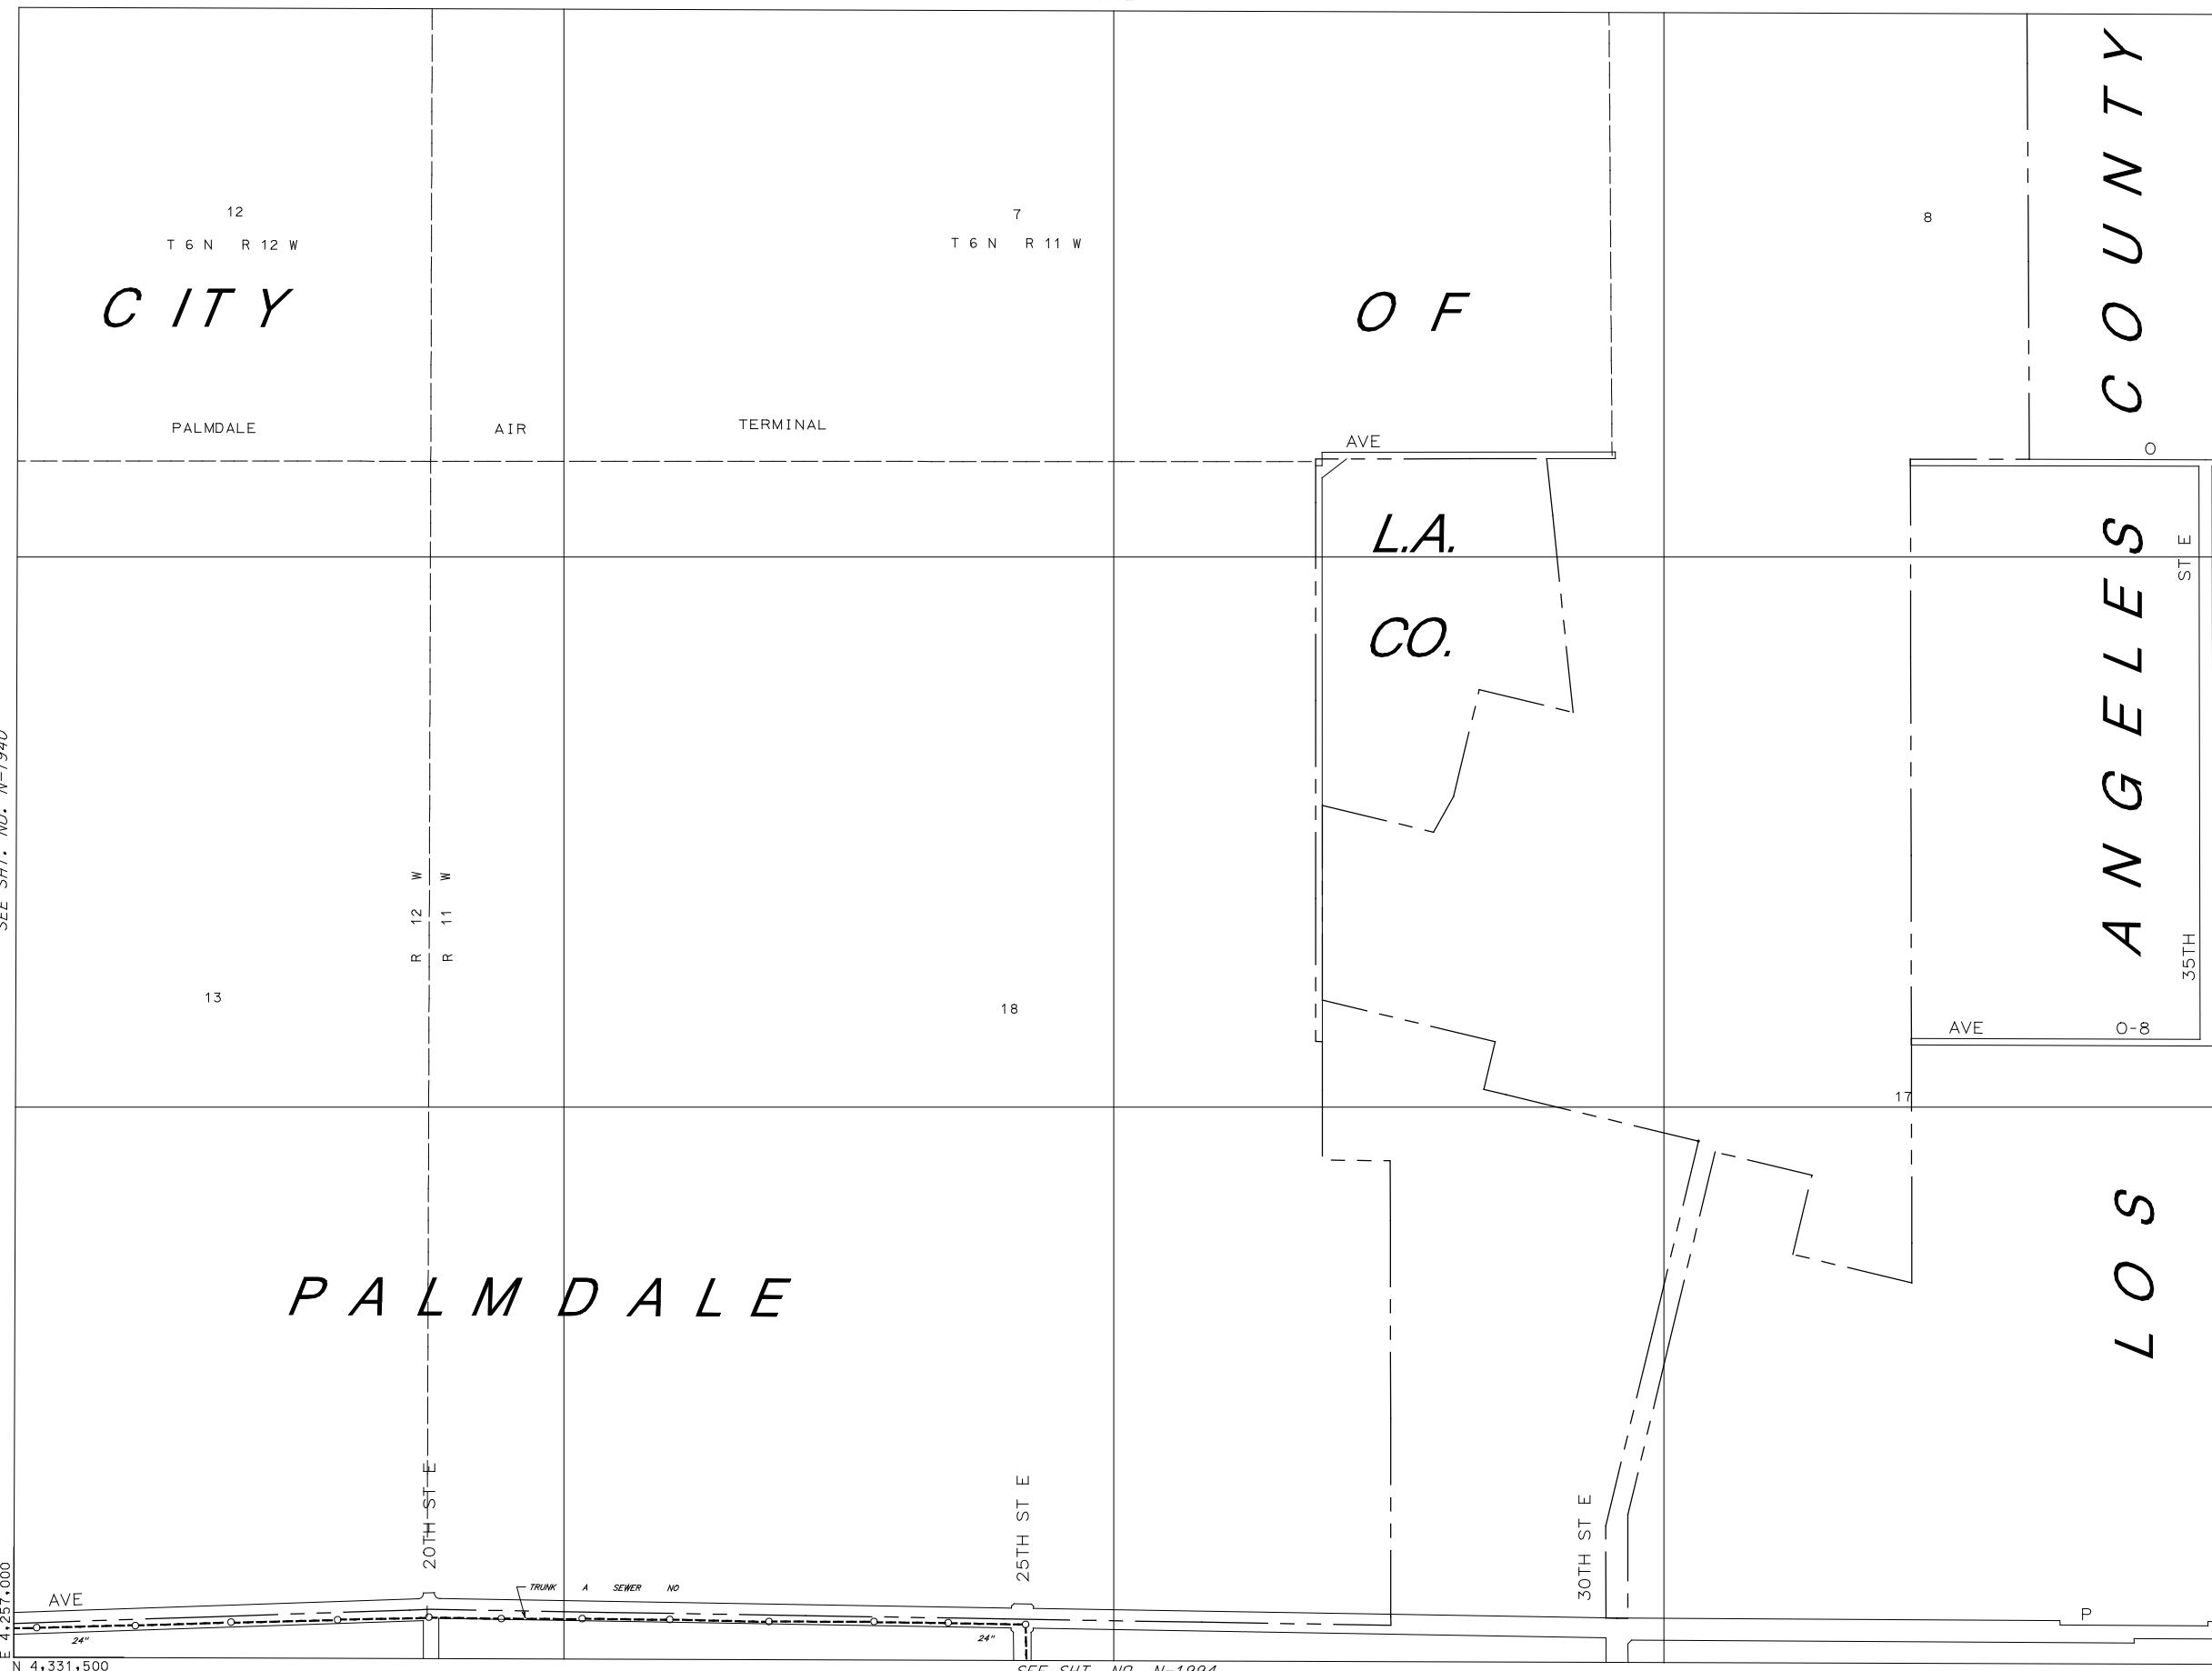 12
T 6 N R 12 W
7
T 6 N R 11 W
8
CITY
OF
COUNTY
PALMDALE AIR TERMINAL
AVE
O
L.A.
CO.
ANGELES
ST E
35TH
R 12 W
R 11 W
13
18
AVE O-8
17
PALMDALE
LOS
20TH ST E
25TH ST E
30TH ST E
AVE
TRUNK A SEWER NO
P
24"
24"
E 4,257,000
N 4,331,500